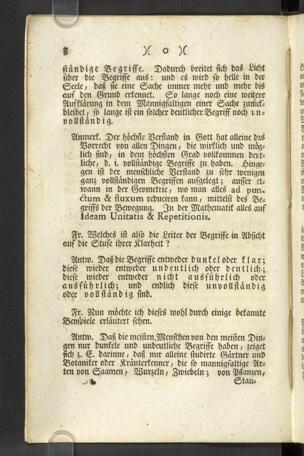 8 )( o )(
ständige Begriffe. Dadurch breitet sich das Licht
über die Begriffe aus: und es wird so helle in der
Seele, daß sie eine Sache immer mehr und mehr bis
auf den Grund erkennet. So lange noch eine weitere
Aufklärung in dem Mannigfaltigen einer Sache zurück
bleibet, so lange ist ein solcher deutlicher Begriff noch un-
vollständig.
Anmerk. Der höchste Verstand in Gott hat alleine das
Vorrecht von allen Dingen, die wirklich und mög-
lich sind, in dem höchsten Grad vollkommen deut-
liche, d. i. vollständige Begriffe zu haben. Hinge-
gen ist der menschliche Verstand zu sehr wenigen
ganz vollständigen Begriffen aufgelegt; ausser et-
wann in der Geometrie, wo man alles ad pun-
ctum & fluxum reduciren kann, mittelst des Be-
griffs der Bewegung. In der Mathematik alles auf
Ideam Unitatis & Repetitionis.
Fr. Welches ist also die Leiter der Begriffe in Absicht
auf die Stufe ihrer Klarheit?
Antw. Daß die Begriffe entweder dunkel oder klar;
diese wieder entweder undeutlich oder deutlich;
diese wieder entweder nicht ausführlich oder
ausführlich; und endlich diese unvollständig
oder vollständig sind.
Fr. Nun möchte ich dieses wohl durch einige bekannte
Beyspiele erläutert sehen.
Antw. Daß die meisten Menschen von den meisten Din-
gen nur dunkele und undeutliche Begriffe haben, zeiget
sich z. E. darinne, daß nur alleine studirte Gärtner und
Botaniker oder Kräuterkenner, die so mannigfaltige Ar-
ten von Saamen, Wurzeln, Zwiebeln; von Pflanzen,
Stau-